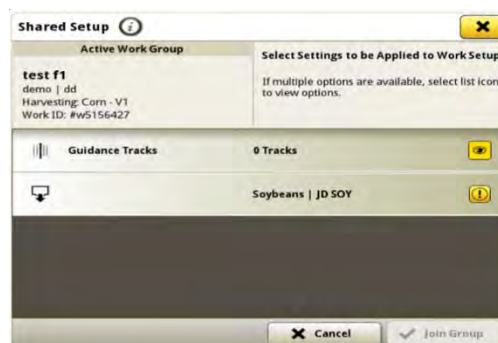 Shared Setup
Active Work Group
test f1
demo | dd
Harvesting: Corn - V1
Work ID: #w5156427
Select Settings to be Applied to Work Setup
If multiple options are available, select list icon
to view options.
Guidance Tracks 0 Tracks
Soybeans | JD SOY
Cancel Join Group